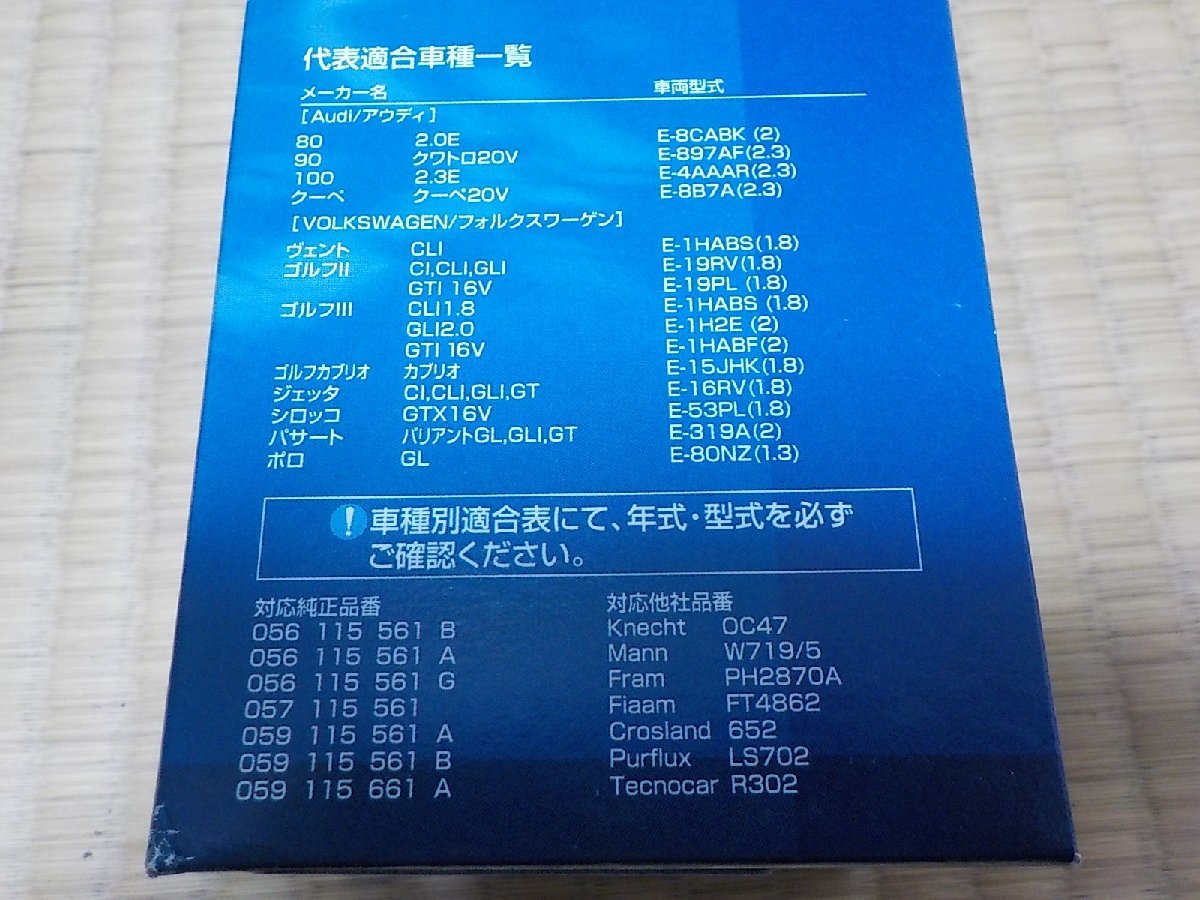 代表適合車種一覧
メーカー名 車両型式
[Audi/アウディ]
80 2.0E E-8CABK (2)
90 クワトロ20V E-897AF(2.3)
100 2.3E E-4AAAR(2.3)
クーペ クーペ20V E-8B7A(2.3)
[VOLKSWAGEN/フォルクスワーゲン]
ヴェント CLI E-1HABS(1.8)
ゴルフII CI,CLI,GLI E-19RV(1.8)
GTI 16V E-19PL (1.8)
ゴルフIII CLI1.8 E-1HABS (1.8)
GLI2.0 E-1H2E (2)
GTI 16V E-1HABF(2)
ゴルフカブリオ カブリオ E-15JHK(1.8)
ジェッタ CI,CLI,GLI,GT E-16RV(1.8)
シロッコ GTX16V E-53PL(1.8)
パサート バリアントGL,GLI,GT E-319A(2)
ポロ GL E-80NZ(1.3)
! 車種別適合表にて、年式・型式を必ず
ご確認ください。
対応純正品番 対応他社品番
056 115 561 B Knecht OC47
056 115 561 A Mann W719/5
056 115 561 G Fram PH2870A
057 115 561 Fiaam FT4862
059 115 561 A Crosland 652
059 115 561 B Purflux LS702
059 115 661 A Tecnocar R302